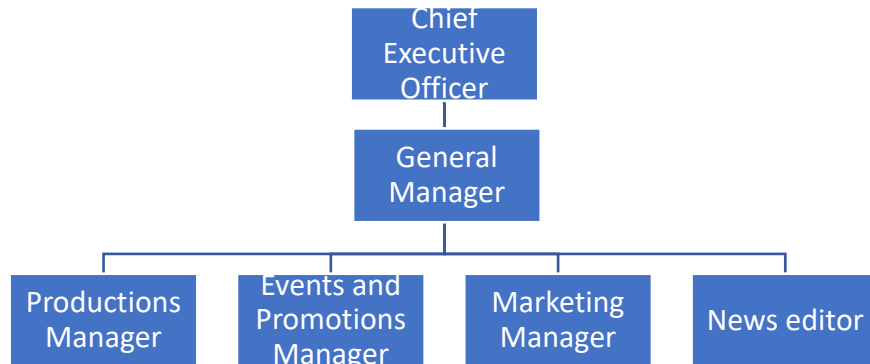 Chief
Executive
Officer
General
Manager
Productions
Manager
Events and
Promotions
Manager
Marketing
Manager
News editor